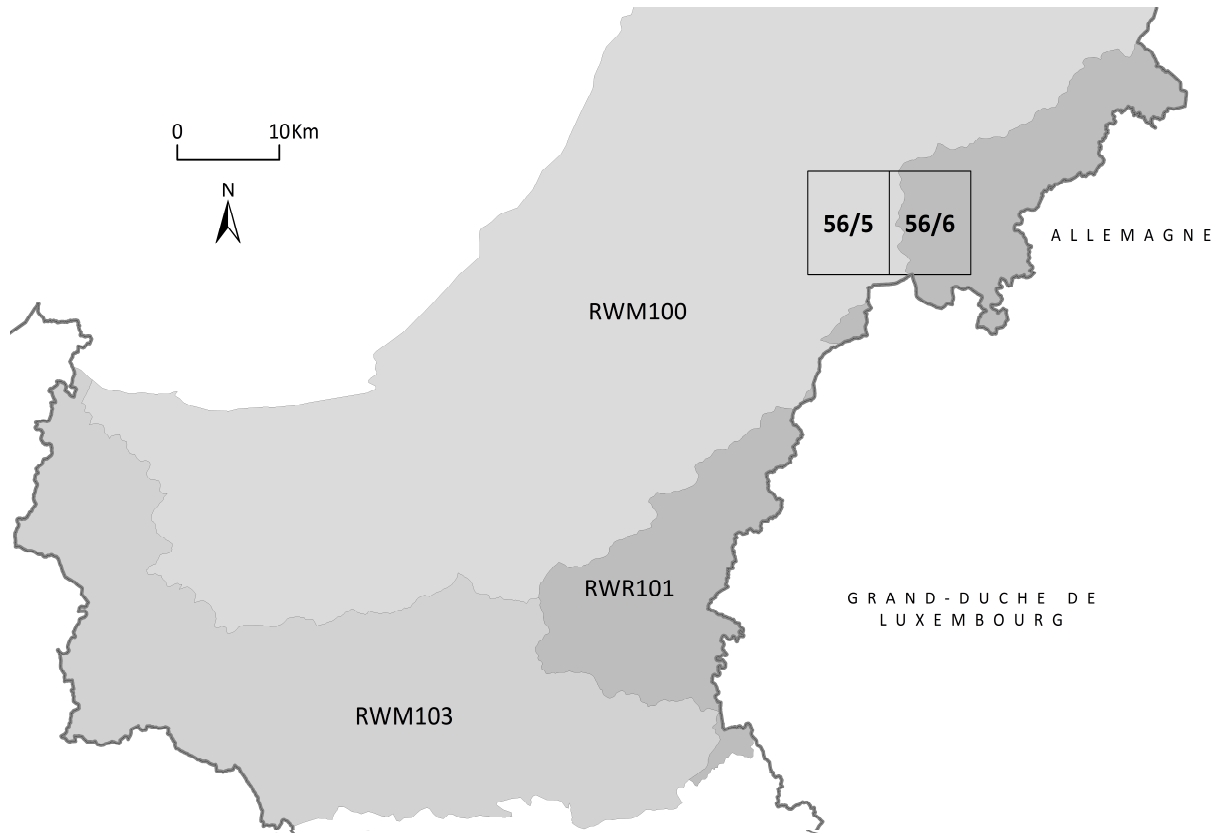 0 10Km
N
56/5 56/6
ALLEMAGNE
RWM100
RWR101
GRAND-DUCHE DE
LUXEMBOURG
RWM103